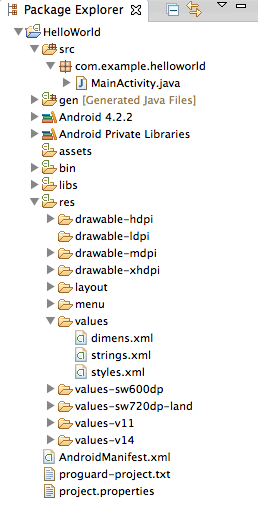 Package Explorer
HelloWorld
src
com.example.helloworld
MainActivity.java
gen [Generated Java Files]
Android 4.2.2
Android Private Libraries
assets
bin
libs
res
drawable-hdpi
drawable-ldpi
drawable-mdpi
drawable-xhdpi
layout
menu
values
dimens.xml
strings.xml
styles.xml
values-sw600dp
values-sw720dp-land
values-v11
values-v14
AndroidManifest.xml
proguard-project.txt
project.properties